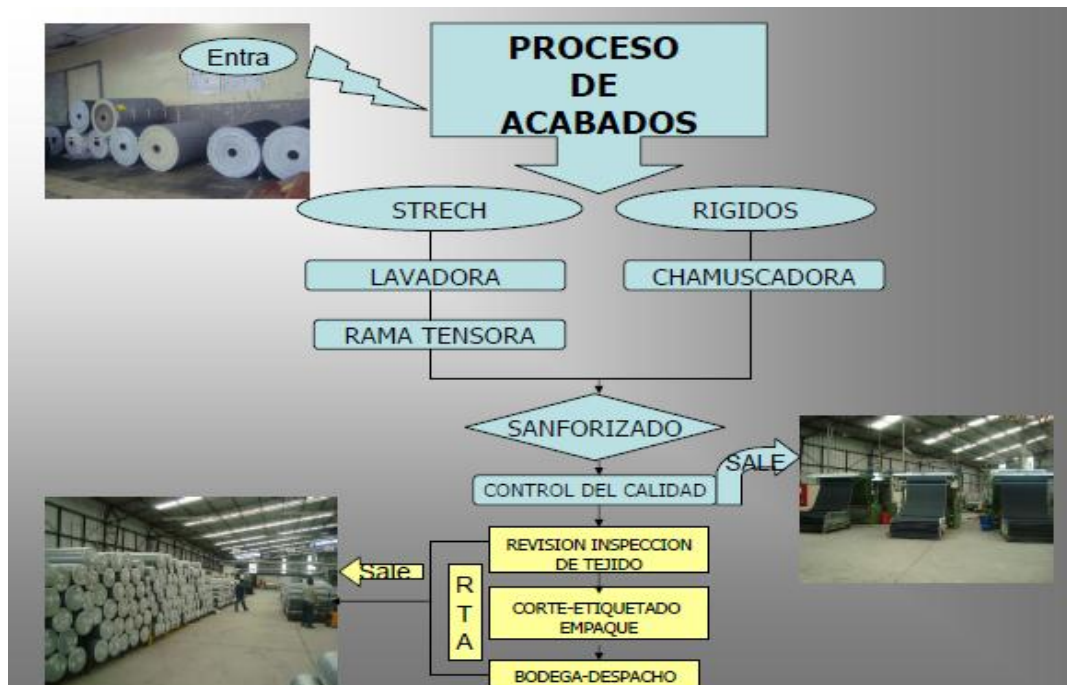 Entra
PROCESO
DE
ACABADOS
STRECH
RIGIDOS
LAVADORA
CHAMUSCADORA
RAMA TENSORA
SANFORIZADO
CONTROL DEL CALIDAD
SALE
REVISION INSPECCION
DE TEJIDO
Sale
R
T
A
CORTE-ETIQUETADO
EMPAQUE
BODEGA-DESPACHO